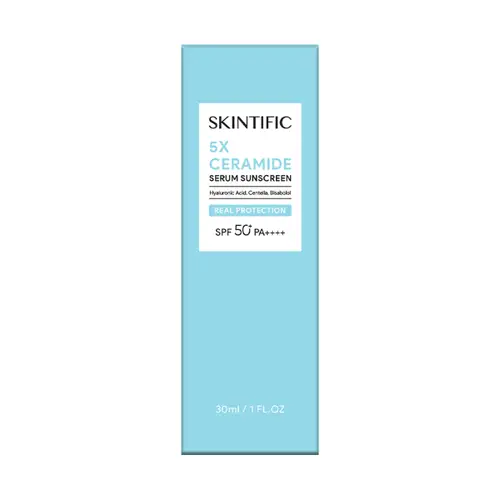 SKINTIFIC
5X
CERAMIDE
SERUM SUNSCREEN
Hyaluronic Acid, Centella, Bisabolol
REAL PROTECTION
SPF 50+ PA++++
30ml / 1 FL.OZ